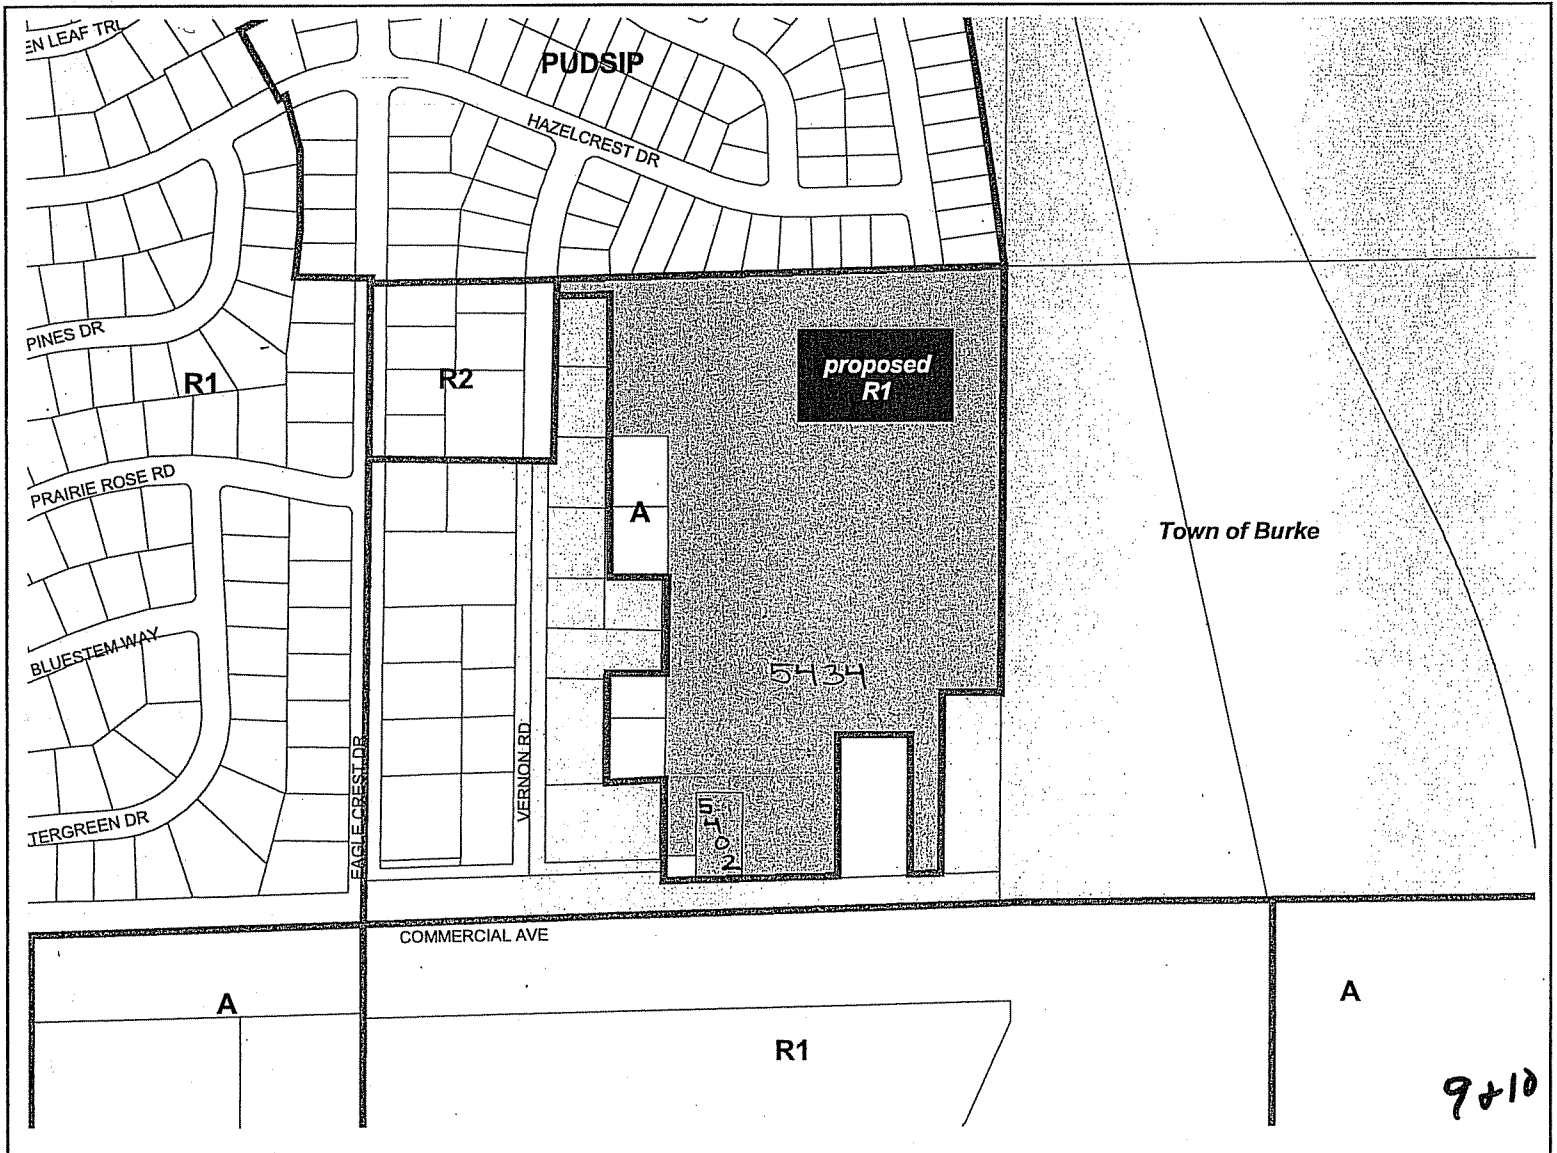 EN LEAF TRL
PUDSIP
HAZELCREST DR
PINES DR
R1
R2
proposed
R1
PRAIRIE ROSE RD
A
Town of Burke
BLUESTEM WAY
5434
EAGLE CREST DR
VERNON RD
5402
TERGREEN DR
COMMERCIAL AVE
A
A
R1
9 & 10